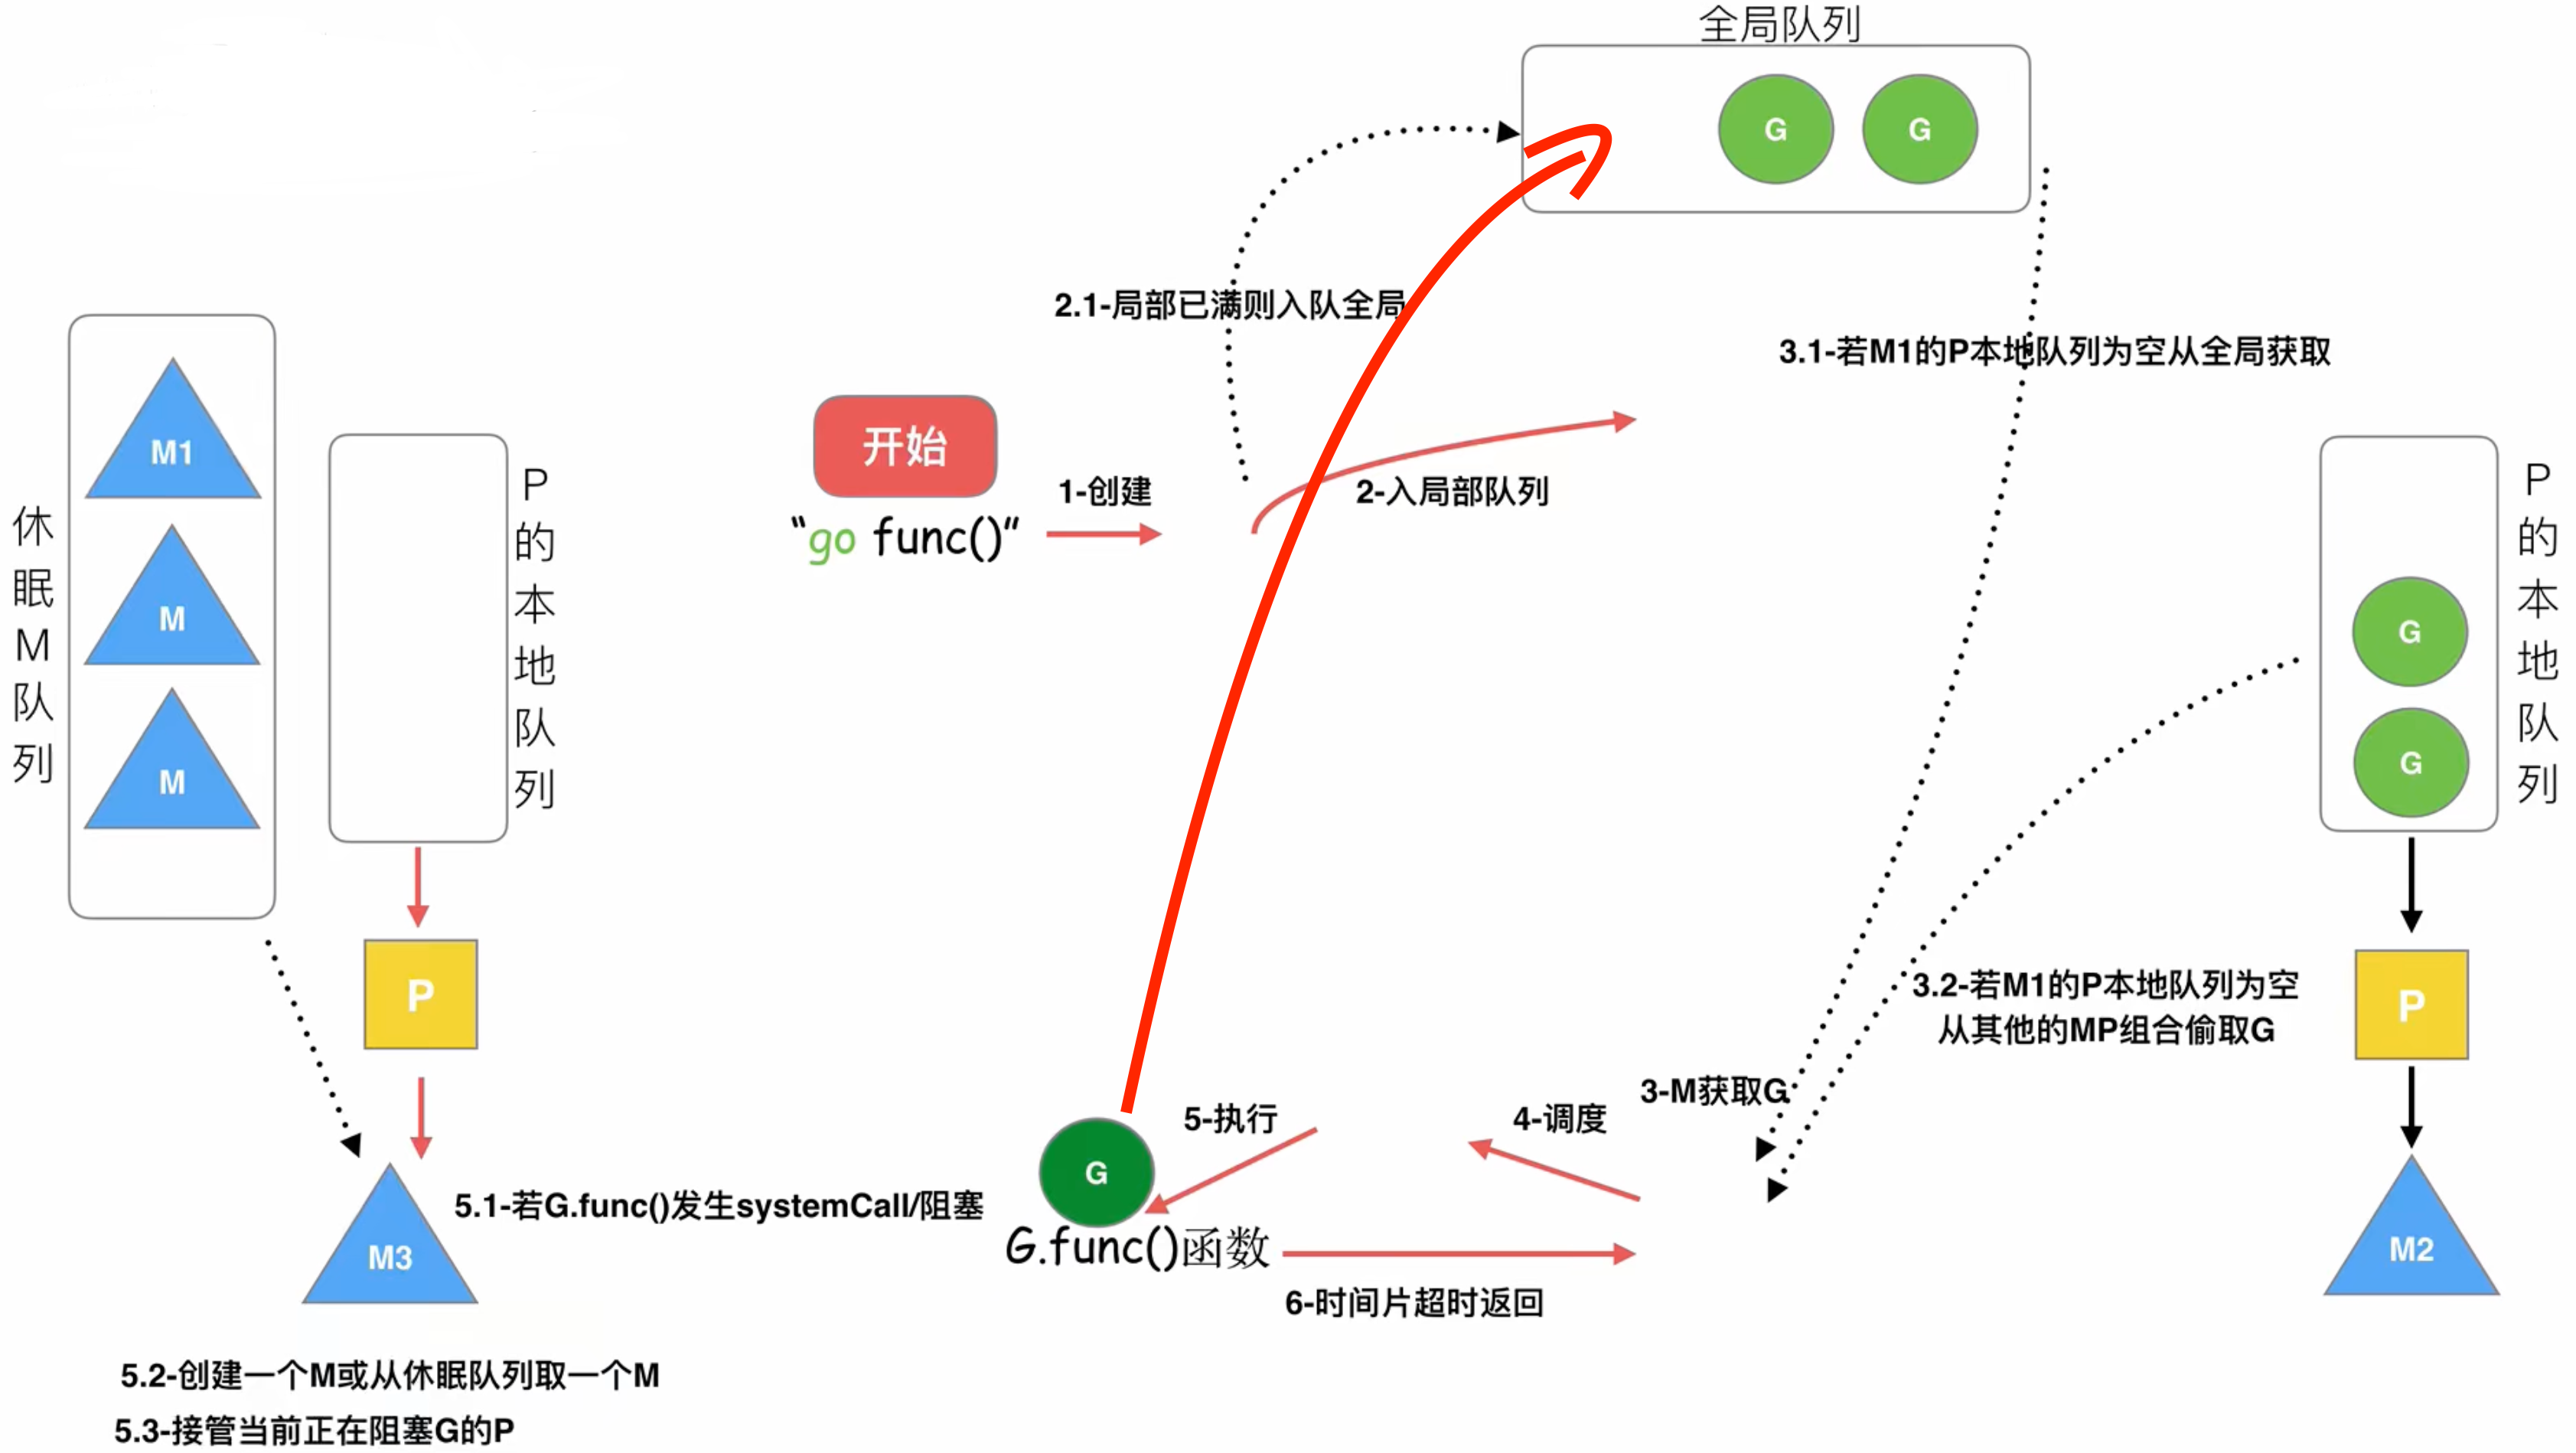 全局队列
G
G
2.1-局部已满则入队全局
3.1-若M1的P本地队列为空从全局获取
休眠M队列
M1
M
M
P的本地队列
开始
"go func()"
1-创建
2-入局部队列
P的本地队列
G
G
P
P
3.2-若M1的P本地队列为空
从其他的MP组合偷取G
3-M获取G
4-调度
5-执行
G
5.1-若G.func()发生systemCall/阻塞
G.func()函数
M3
M2
6-时间片超时返回
5.2-创建一个M或从休眠队列取一个M
5.3-接管当前正在阻塞G的P